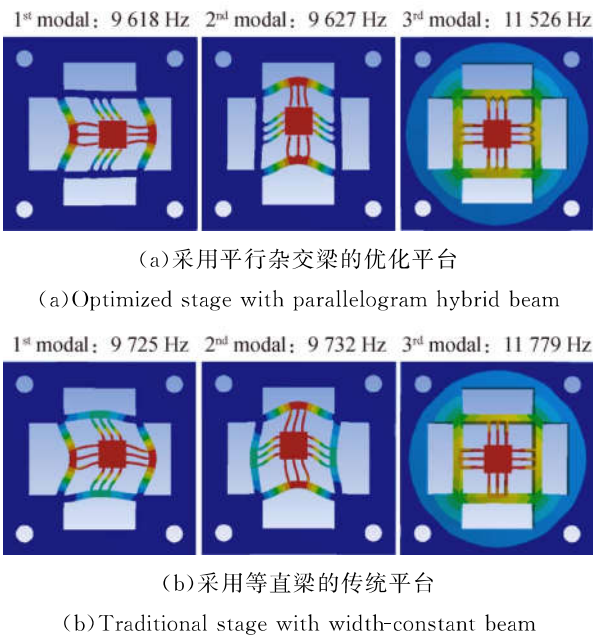 1st modal：9 618 Hz 2nd modal：9 627 Hz 3rd modal：11 526 Hz
(a)采用平行杂交梁的优化平台
(a)Optimized stage with parallelogram hybrid beam
1st modal：9 725 Hz 2nd modal：9 732 Hz 3rd modal：11 779 Hz
(b)采用等直梁的传统平台
(b)Traditional stage with width-constant beam